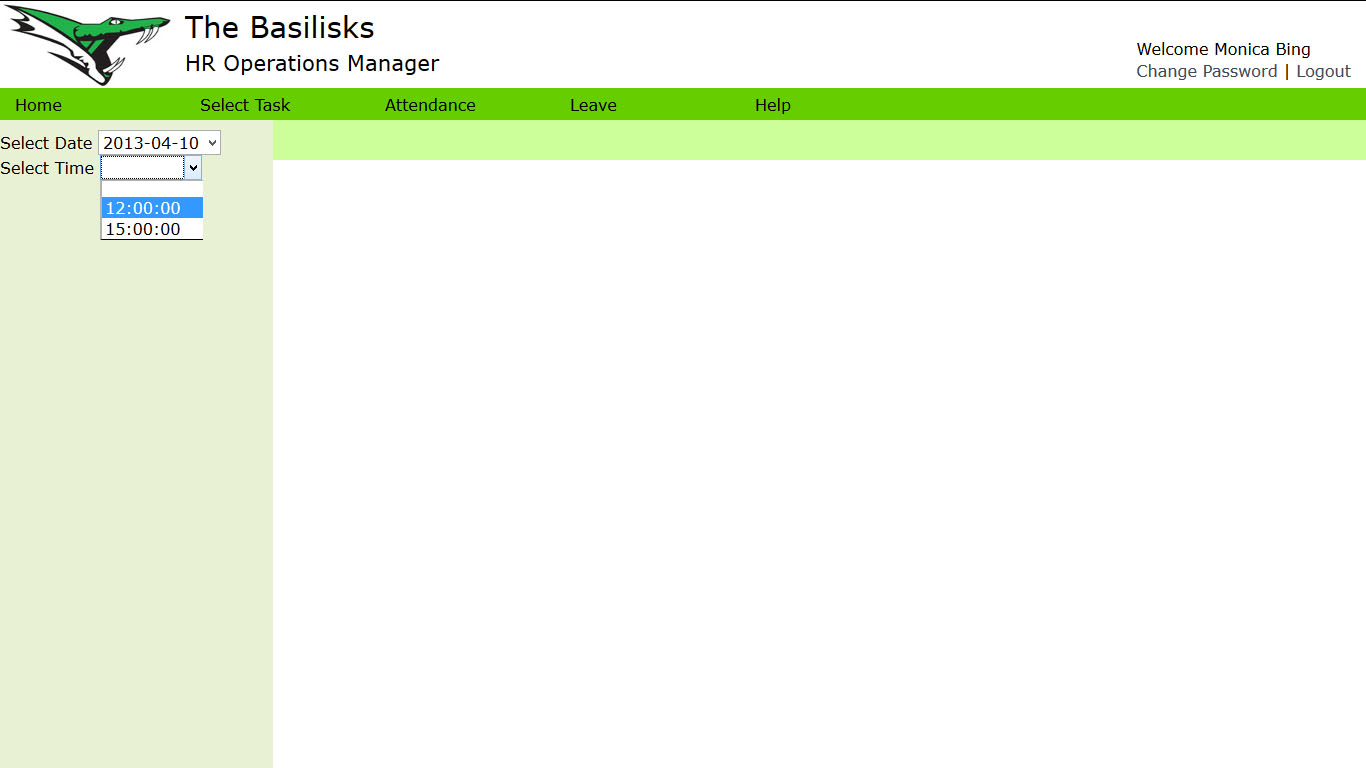 The Basilisks
HR Operations Manager
Welcome Monica Bing
Change Password | Logout
Home Select Task Attendance Leave Help
Select Date 2013-04-10
Select Time
12:00:00
15:00:00